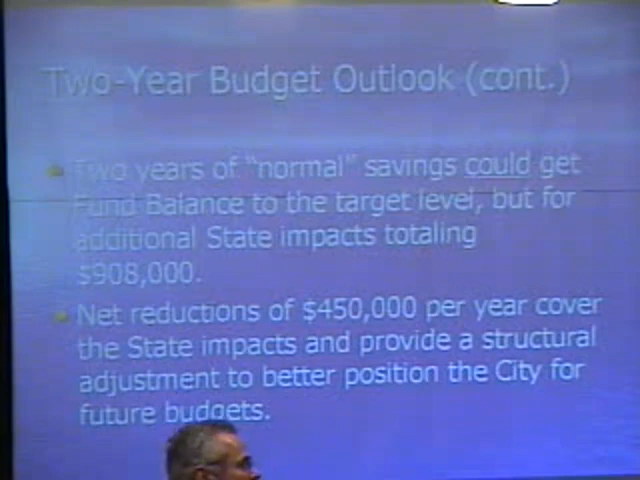 Two-Year Budget Outlook (cont.)
Two years of "normal" savings could get
Fund Balance to the target level, but for
additional State impacts totaling
$908,000.
Net reductions of $450,000 per year cover
the State impacts and provide a structural
adjustment to better position the City for
future budgets.